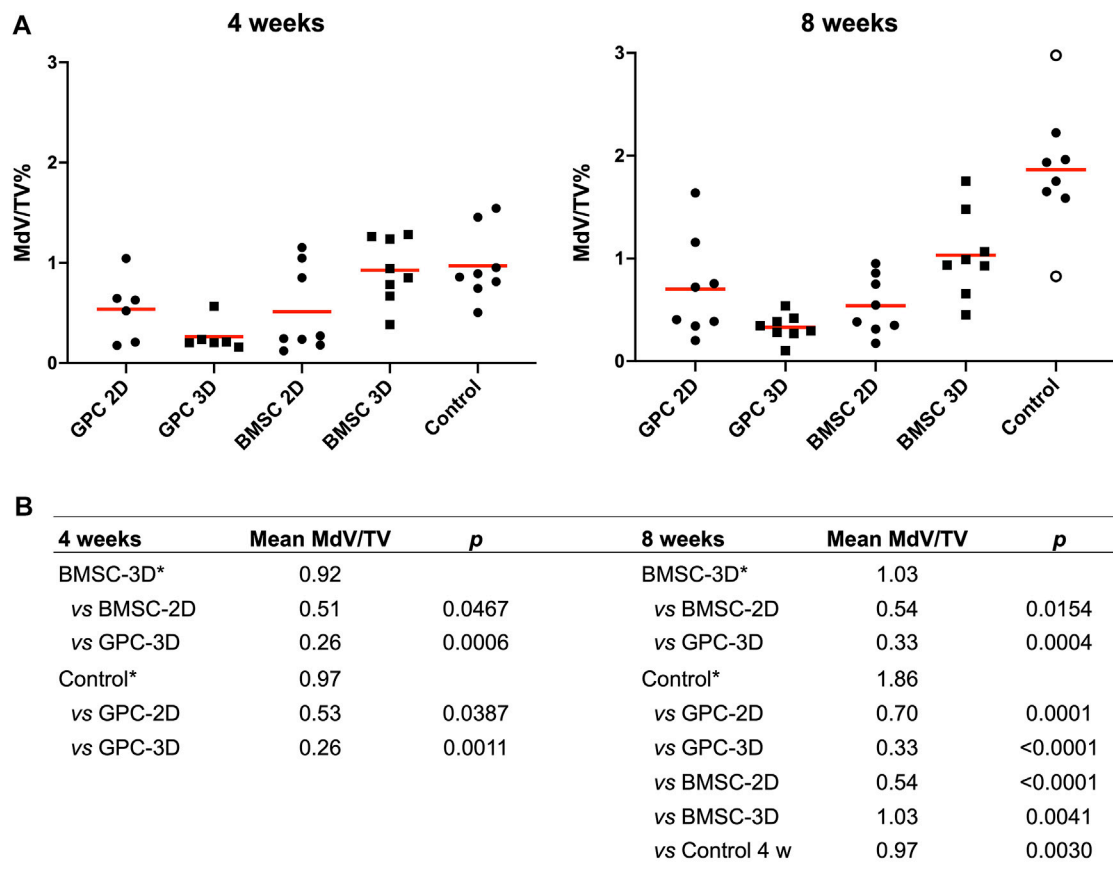 A
4 weeks
3
2
1
0
MdV/TV%
GPC 2D
GPC 3D
BMSC 2D
BMSC 3D
Control
8 weeks
3
2
1
0
MdV/TV%
GPC 2D
GPC 3D
BMSC 2D
BMSC 3D
Control
B
4 weeks Mean MdV/TV p
BMSC-3D* 0.92
vs BMSC-2D 0.51 0.0467
vs GPC-3D 0.26 0.0006
Control* 0.97
vs GPC-2D 0.53 0.0387
vs GPC-3D 0.26 0.0011
8 weeks Mean MdV/TV p
BMSC-3D* 1.03
vs BMSC-2D 0.54 0.0154
vs GPC-3D 0.33 0.0004
Control* 1.86
vs GPC-2D 0.70 0.0001
vs GPC-3D 0.33 <0.0001
vs BMSC-2D 0.54 <0.0001
vs BMSC-3D 1.03 0.0041
vs Control 4 w 0.97 0.0030